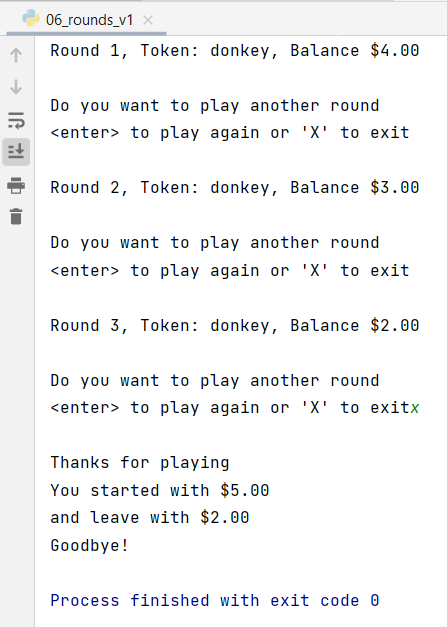 06_rounds_v1
Round 1, Token: donkey, Balance $4.00
Do you want to play another round
<enter> to play again or 'X' to exit
Round 2, Token: donkey, Balance $3.00
Do you want to play another round
<enter> to play again or 'X' to exit
Round 3, Token: donkey, Balance $2.00
Do you want to play another round
<enter> to play again or 'X' to exitx
Thanks for playing
You started with $5.00
and leave with $2.00
Goodbye!
Process finished with exit code 0